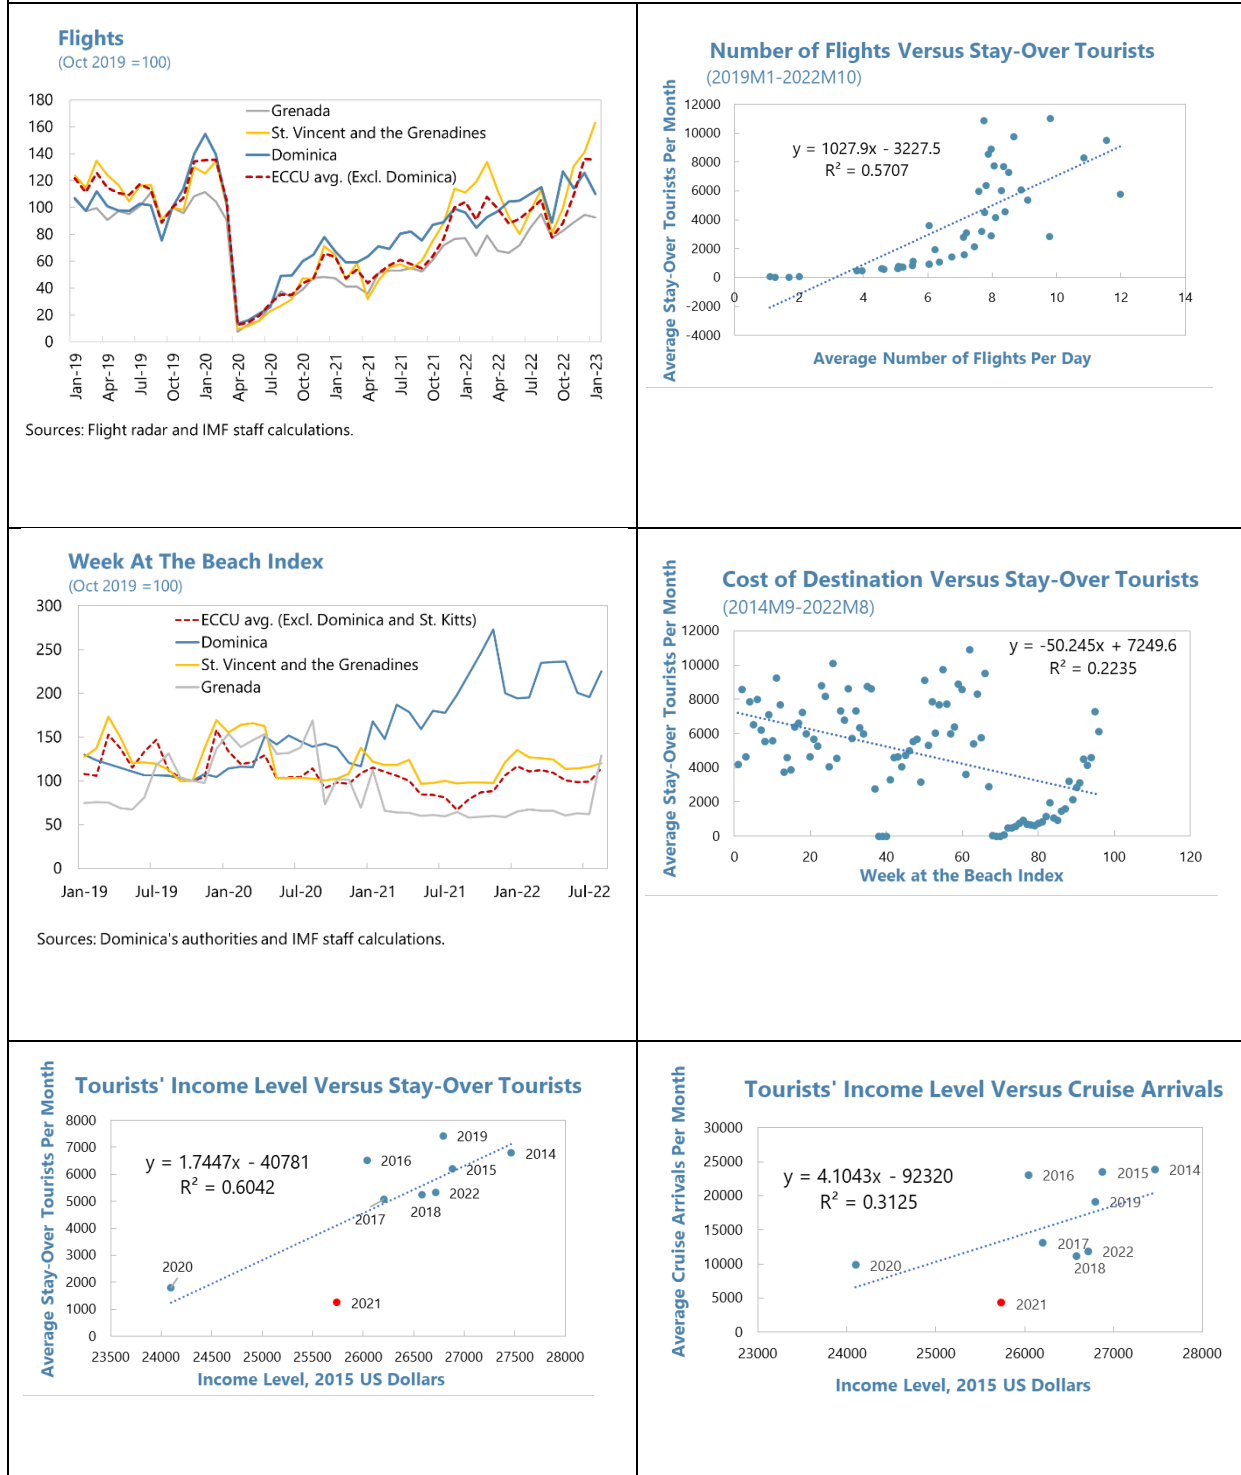 Flights
(Oct 2019 =100)
180
160
140
120
100
80
60
40
20
0
Grenada
St. Vincent and the Grenadines
Dominica
ECCU avg. (Excl. Dominica)
Jan-19
Apr-19
Jul-19
Oct-19
Jan-20
Apr-20
Jul-20
Oct-20
Jan-21
Apr-21
Jul-21
Oct-21
Jan-22
Apr-22
Jul-22
Oct-22
Jan-23
Sources: Flight radar and IMF staff calculations.
Number of Flights Versus Stay-Over Tourists
(2019M1-2022M10)
Average Stay-Over Tourists Per Month
12000
10000
8000
6000
4000
2000
0
-2000
-4000
y = 1027.9x - 3227.5
R² = 0.5707
0 2 4 6 8 10 12 14
Average Number of Flights Per Day
Week At The Beach Index
(Oct 2019 =100)
300
250
200
150
100
50
0
ECCU avg. (Excl. Dominica and St. Kitts)
Dominica
St. Vincent and the Grenadines
Grenada
Jan-19 Jul-19 Jan-20 Jul-20 Jan-21 Jul-21 Jan-22 Jul-22
Sources: Dominica's authorities and IMF staff calculations.
Cost of Destination Versus Stay-Over Tourists
(2014M9-2022M8)
Average Stay-Over Tourists Per Month
12000
10000
8000
6000
4000
2000
0
y = -50.245x + 7249.6
R² = 0.2235
0 20 40 60 80 100 120
Week at the Beach Index
Tourists' Income Level Versus Stay-Over Tourists
Average Stay-Over Tourists Per Month
8000
7000
6000
5000
4000
3000
2000
1000
0
y = 1.7447x - 40781
R² = 0.6042
2019
2014
2016
2015
2022
2017
2018
2020
2021
23500 24000 24500 25000 25500 26000 26500 27000 27500 28000
Income Level, 2015 US Dollars
Tourists' Income Level Versus Cruise Arrivals
Average Cruise Arrivals Per Month
30000
25000
20000
15000
10000
5000
0
y = 4.1043x - 92320
R² = 0.3125
2016
2015
2014
2019
2017
2022
2018
2020
2021
23000 24000 25000 26000 27000 28000
Income Level, 2015 US Dollars